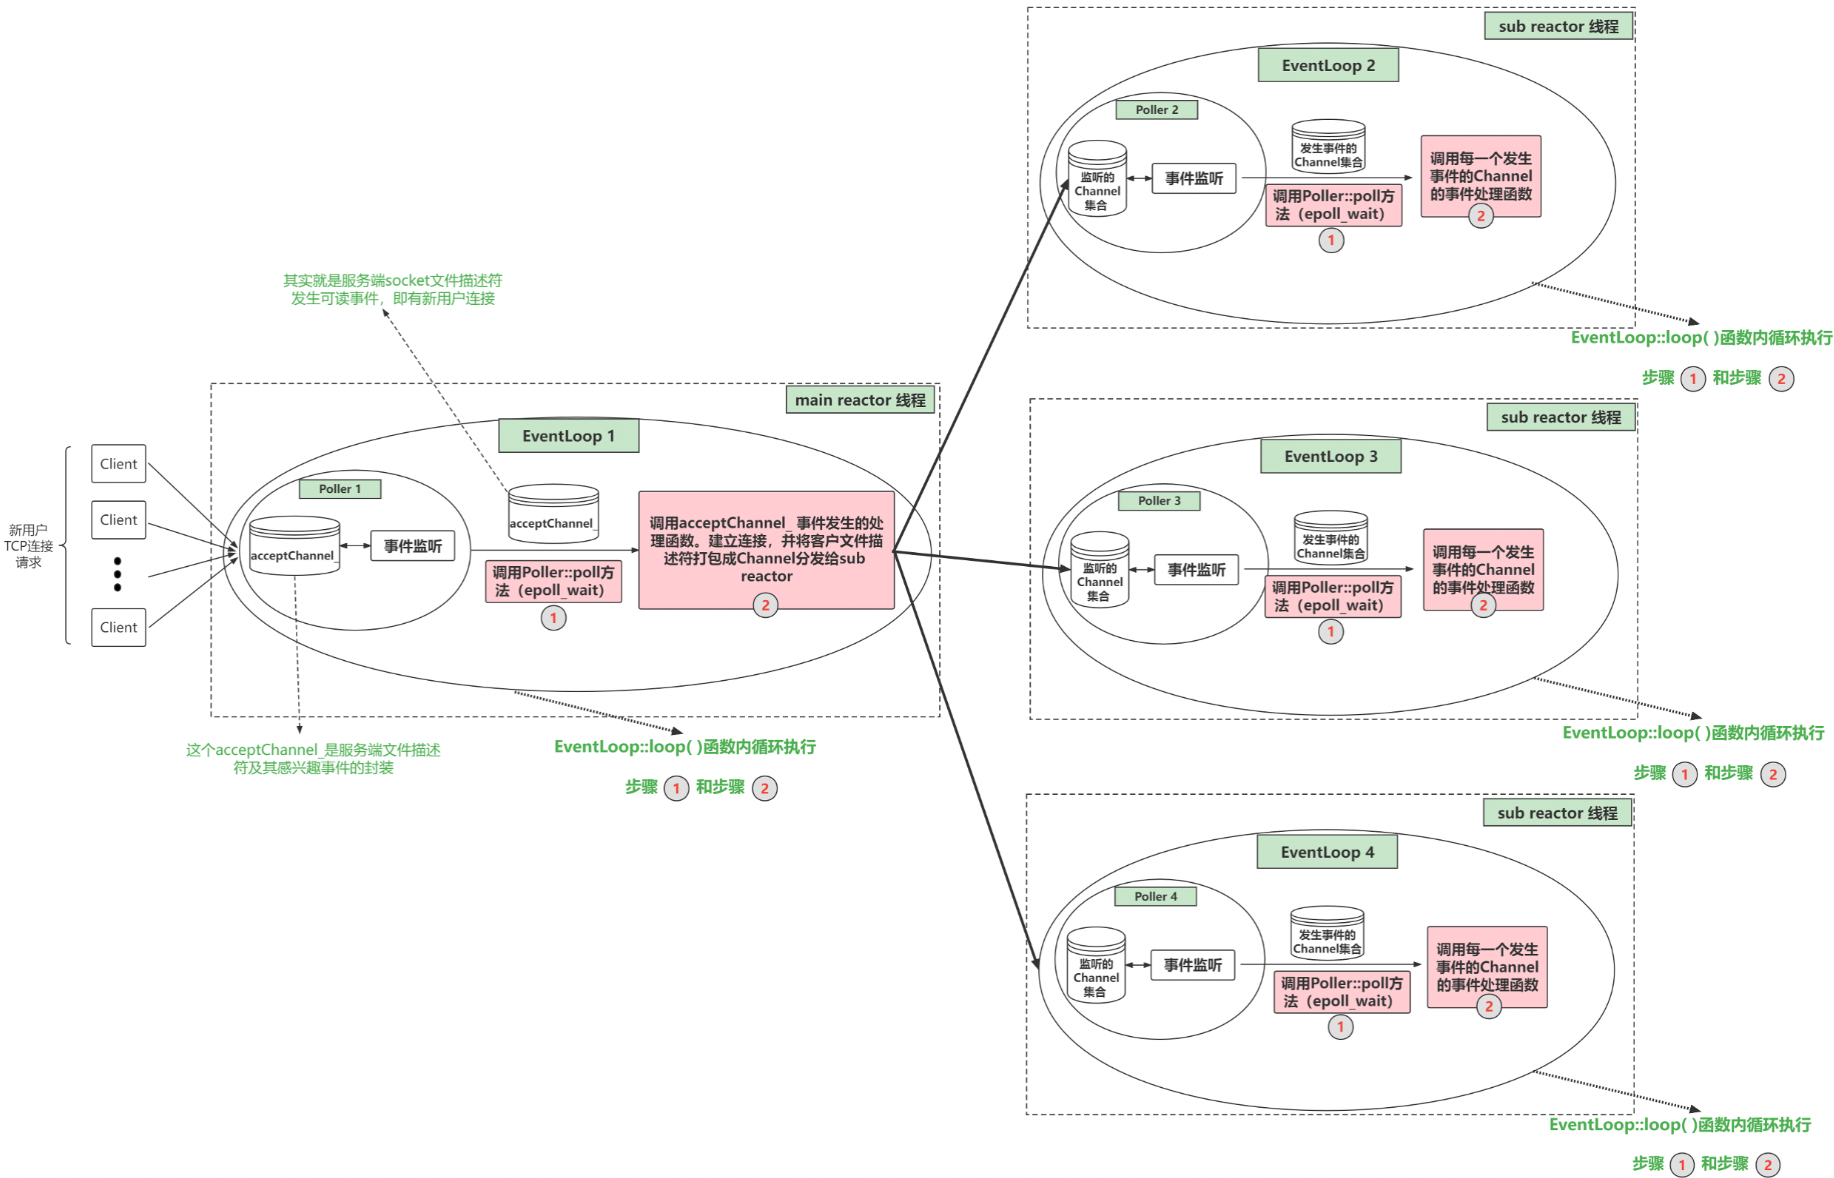 新用户
TCP连接
请求
Client
Client
Client
其实就是服务端socket文件描述符
发生可读事件，即有新用户连接
main reactor 线程
EventLoop 1
Poller 1
acceptChannel_
事件监听
acceptChannel_
调用Poller::poll方
法（epoll_wait）
1
调用acceptChannel_ 事件发生的处
理函数。建立连接，并将客户文件描
述符打包成Channel分发给sub
reactor
2
这个acceptChannel_是服务端文件描述
符及其感兴趣事件的封装
EventLoop::loop( )函数内循环执行
步骤 1 和步骤 2
sub reactor 线程
EventLoop 2
Poller 2
监听的
Channel
集合
事件监听
发生事件的
Channel集合
调用Poller::poll方
法（epoll_wait）
1
调用每一个发生
事件的Channel
的事件处理函数
2
EventLoop::loop( )函数内循环执行
步骤 1 和步骤 2
sub reactor 线程
EventLoop 3
Poller 3
监听的
Channel
集合
事件监听
发生事件的
Channel集合
调用Poller::poll方
法（epoll_wait）
1
调用每一个发生
事件的Channel
的事件处理函数
2
EventLoop::loop( )函数内循环执行
步骤 1 和步骤 2
sub reactor 线程
EventLoop 4
Poller 4
监听的
Channel
集合
事件监听
发生事件的
Channel集合
调用Poller::poll方
法（epoll_wait）
1
调用每一个发生
事件的Channel
的事件处理函数
2
EventLoop::loop( )函数内循环执行
步骤 1 和步骤 2